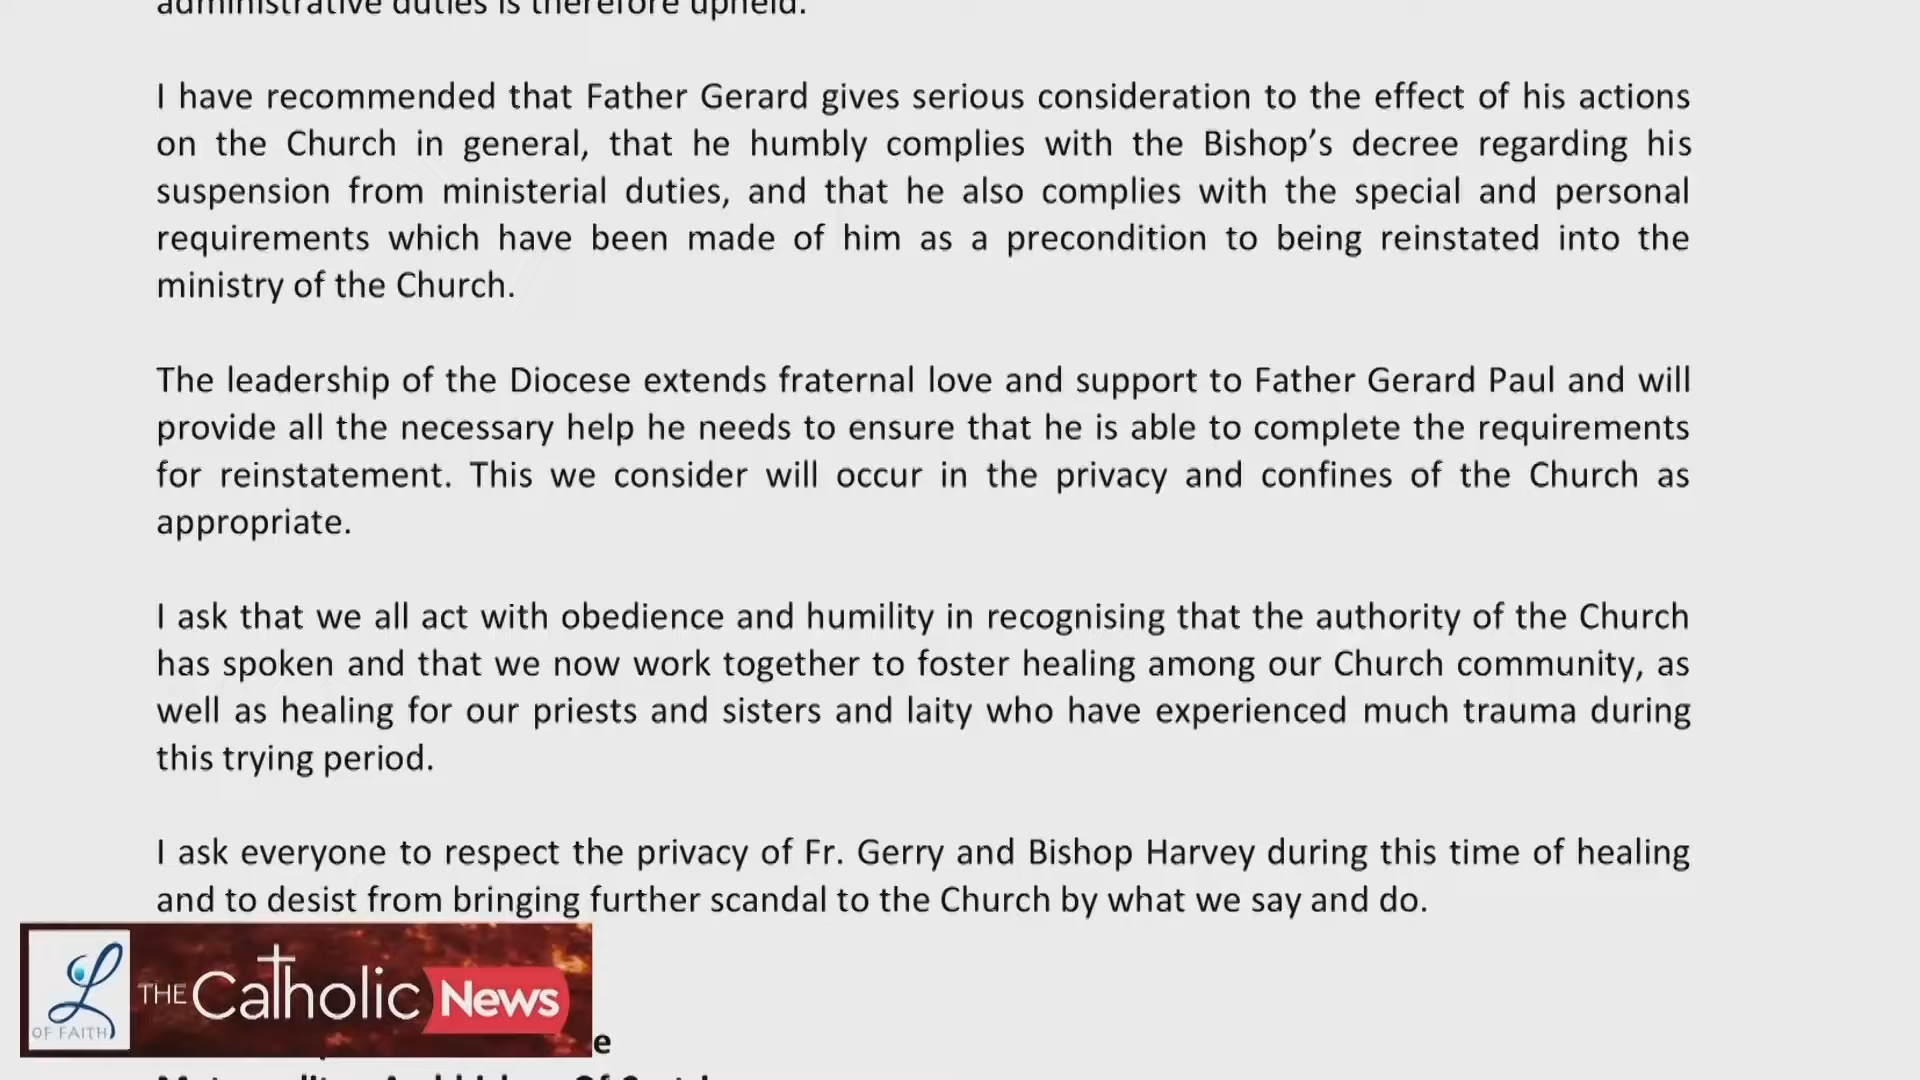 administrative duties is therefore upheld.
I have recommended that Father Gerard gives serious consideration to the effect of his actions
on the Church in general, that he humbly complies with the Bishop’s decree regarding his
suspension from ministerial duties, and that he also complies with the special and personal
requirements which have been made of him as a precondition to being reinstated into the
ministry of the Church.
The leadership of the Diocese extends fraternal love and support to Father Gerard Paul and will
provide all the necessary help he needs to ensure that he is able to complete the requirements
for reinstatement. This we consider will occur in the privacy and confines of the Church as
appropriate.
I ask that we all act with obedience and humility in recognising that the authority of the Church
has spoken and that we now work together to foster healing among our Church community, as
well as healing for our priests and sisters and laity who have experienced much trauma during
this trying period.
I ask everyone to respect the privacy of Fr. Gerry and Bishop Harvey during this time of healing
and to desist from bringing further scandal to the Church by what we say and do.
THE Catholic News
OF FAITH